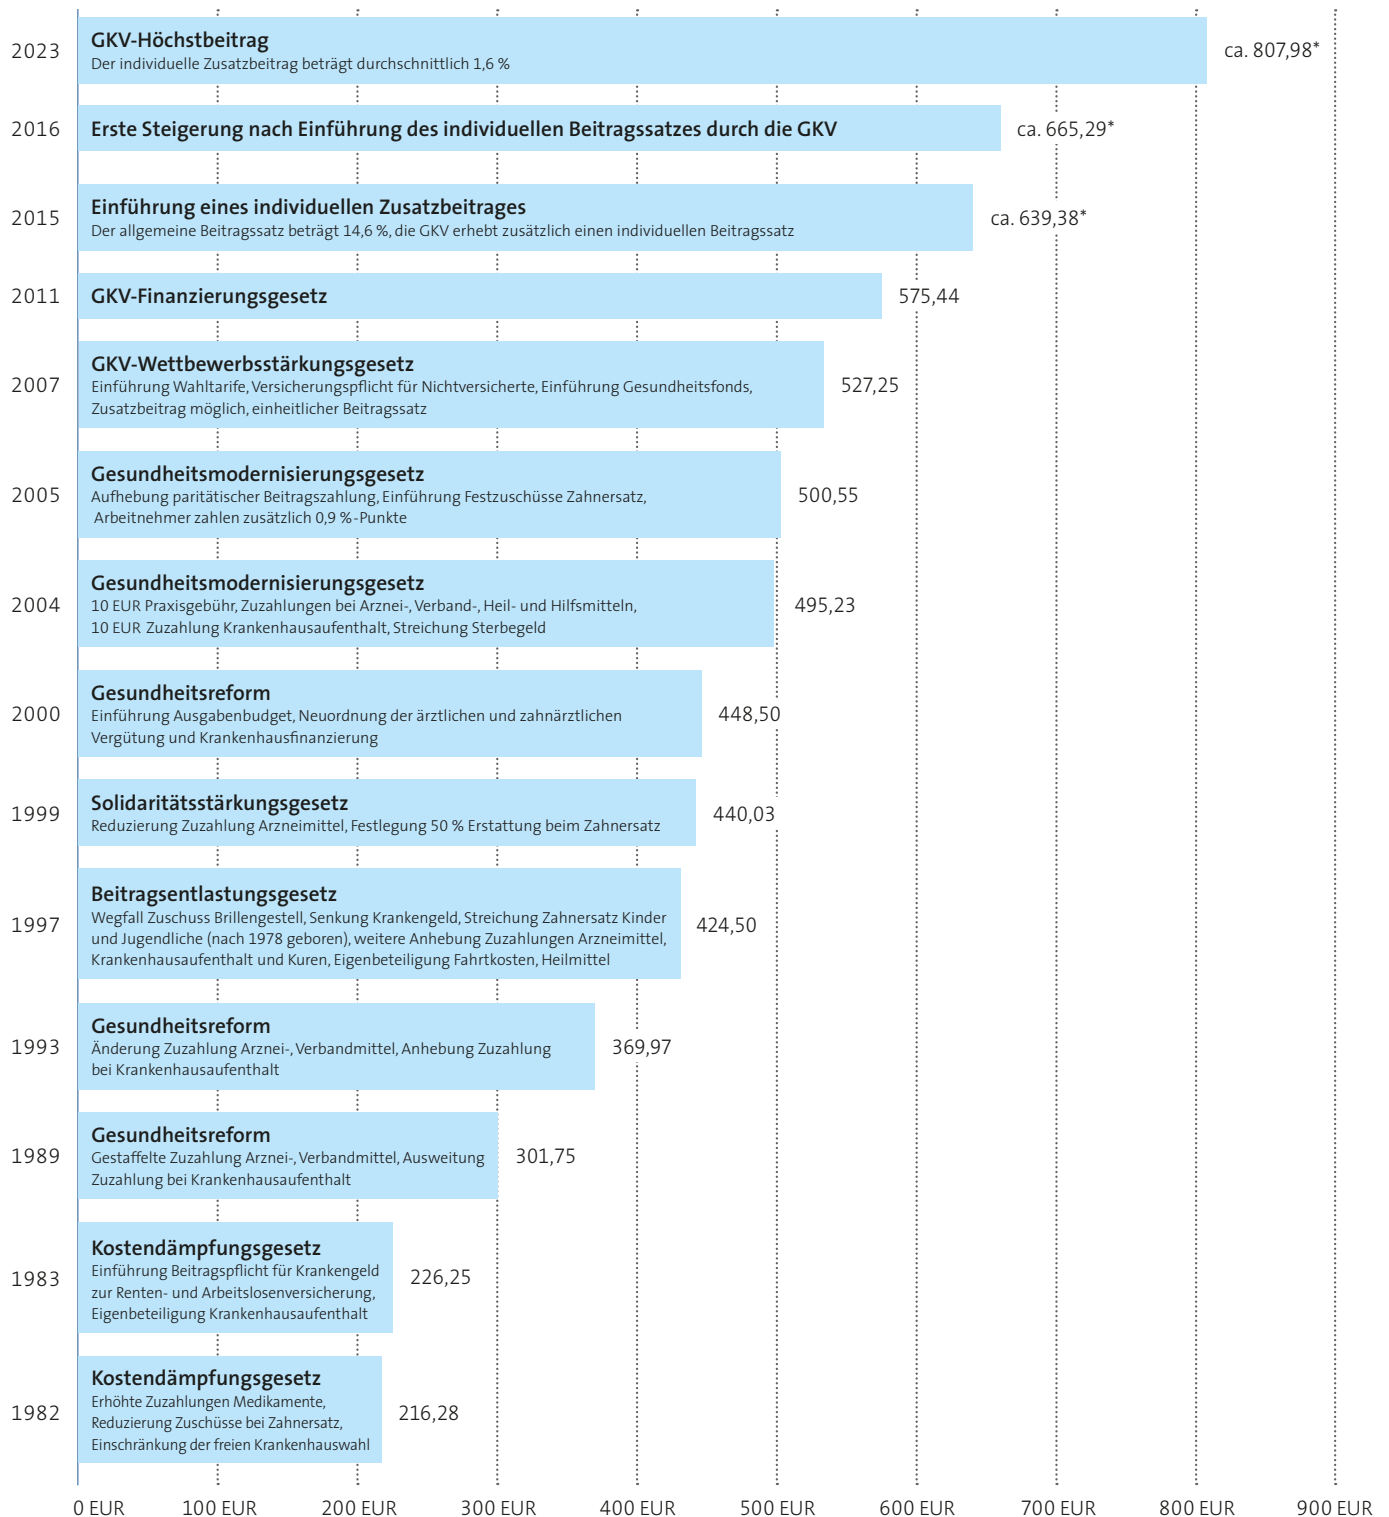 2023
GKV-Höchstbeitrag
Der individuelle Zusatzbeitrag beträgt durchschnittlich 1,6 %
ca. 807,98*
2016
Erste Steigerung nach Einführung des individuellen Beitragssatzes durch die GKV
ca. 665,29*
2015
Einführung eines individuellen Zusatzbeitrages
Der allgemeine Beitragssatz beträgt 14,6 %, die GKV erhebt zusätzlich einen individuellen Beitragssatz
ca. 639,38*
2011
GKV-Finanzierungsgesetz
575,44
2007
GKV-Wettbewerbsstärkungsgesetz
Einführung Wahltarife, Versicherungspflicht für Nichtversicherte, Einführung Gesundheitsfonds,
Zusatzbeitrag möglich, einheitlicher Beitragssatz
527,25
2005
Gesundheitsmodernisierungsgesetz
Aufhebung paritätischer Beitragszahlung, Einführung Festzuschüsse Zahnersatz,
Arbeitnehmer zahlen zusätzlich 0,9 %-Punkte
500,55
2004
Gesundheitsmodernisierungsgesetz
10 EUR Praxisgebühr, Zuzahlungen bei Arznei-, Verband-, Heil- und Hilfsmitteln,
10 EUR Zuzahlung Krankenhausaufenthalt, Streichung Sterbegeld
495,23
2000
Gesundheitsreform
Einführung Ausgabenbudget, Neuordnung der ärztlichen und zahnärztlichen
Vergütung und Krankenhausfinanzierung
448,50
1999
Solidaritätsstärkungsgesetz
Reduzierung Zuzahlung Arzneimittel, Festlegung 50 % Erstattung beim Zahnersatz
440,03
1997
Beitragsentlastungsgesetz
Wegfall Zuschuss Brillengestell, Senkung Krankengeld, Streichung Zahnersatz Kinder
und Jugendliche (nach 1978 geboren), weitere Anhebung Zuzahlungen Arzneimittel,
Krankenhausaufenthalt und Kuren, Eigenbeteiligung Fahrtkosten, Heilmittel
424,50
1993
Gesundheitsreform
Änderung Zuzahlung Arznei-, Verbandmittel, Anhebung Zuzahlung
bei Krankenhausaufenthalt
369,97
1989
Gesundheitsreform
Gestaffelte Zuzahlung Arznei-, Verbandmittel, Ausweitung
Zuzahlung bei Krankenhausaufenthalt
301,75
1983
Kostendämpfungsgesetz
Einführung Beitragspflicht für Krankengeld
zur Renten- und Arbeitslosenversicherung,
Eigenbeteiligung Krankenhausaufenthalt
226,25
1982
Kostendämpfungsgesetz
Erhöhte Zuzahlungen Medikamente,
Reduzierung Zuschüsse bei Zahnersatz,
Einschränkung der freien Krankenhauswahl
216,28
0 EUR 100 EUR 200 EUR 300 EUR 400 EUR 500 EUR 600 EUR 700 EUR 800 EUR 900 EUR